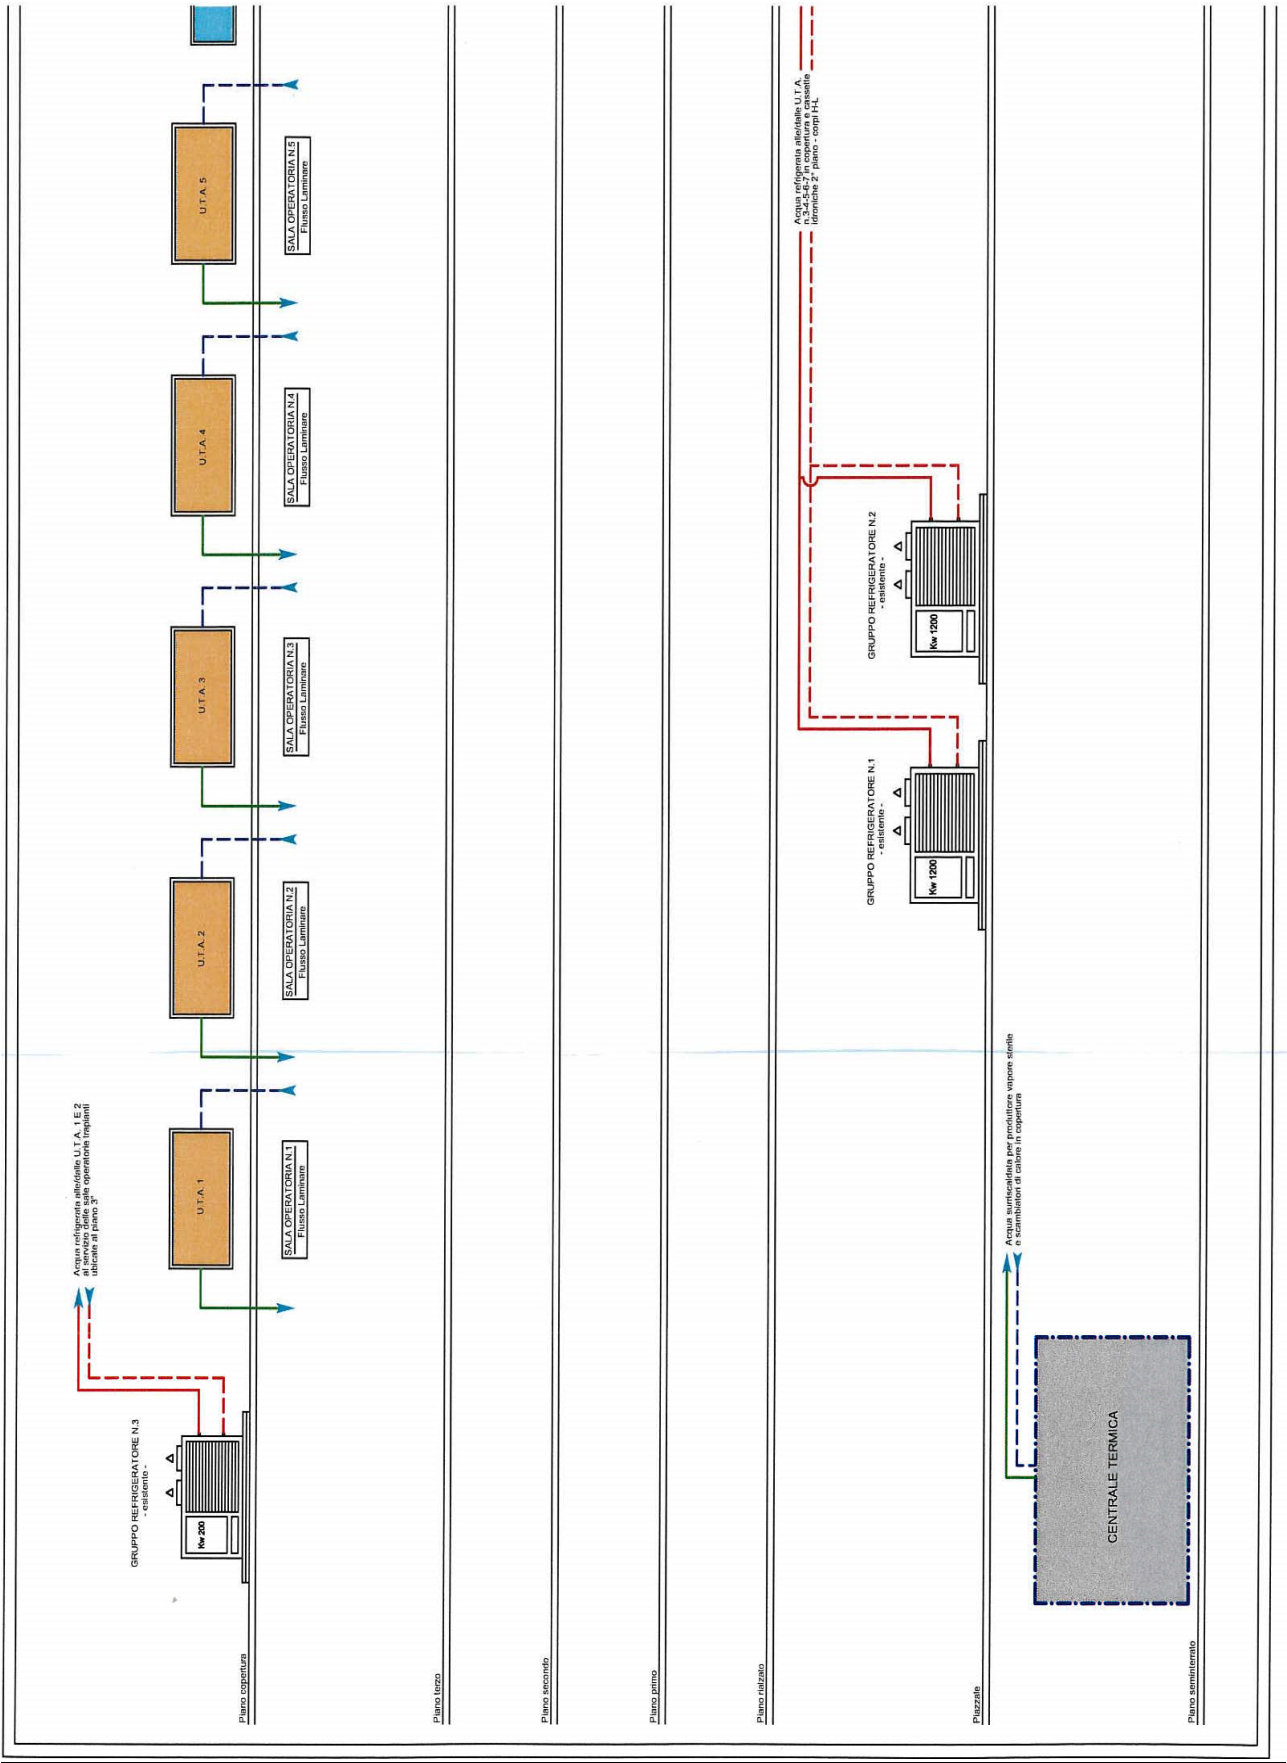 GRUPPO REFRIGERATORE N.3
- esistente -
Kw 200
Acqua refrigerata alle/dalle U.T.A. 1 E 2
al servizio delle sale operatorie trapianti
ubicate al piano 3°
U.T.A. 1
U.T.A. 2
U.T.A. 3
U.T.A. 4
U.T.A. 5
Piano copertura
SALA OPERATORIA N.1
Flusso Laminare
SALA OPERATORIA N.2
Flusso Laminare
SALA OPERATORIA N.3
Flusso Laminare
SALA OPERATORIA N.4
Flusso Laminare
SALA OPERATORIA N.5
Flusso Laminare
Piano terzo
Piano secondo
Piano primo
Piano rialzato
Acqua refrigerata alle/dalle U.T.A.
n.3-4-5-6-7 in copertura e cassette
idroniche 2° piano - corpi H-L
GRUPPO REFRIGERATORE N.1
- esistente -
Kw 1200
GRUPPO REFRIGERATORE N.2
- esistente -
Kw 1200
Piazzale
Acqua surriscaldata per produttore vapore sterile
e scambiatori di calore in copertura
CENTRALE TERMICA
Piano seminterrato